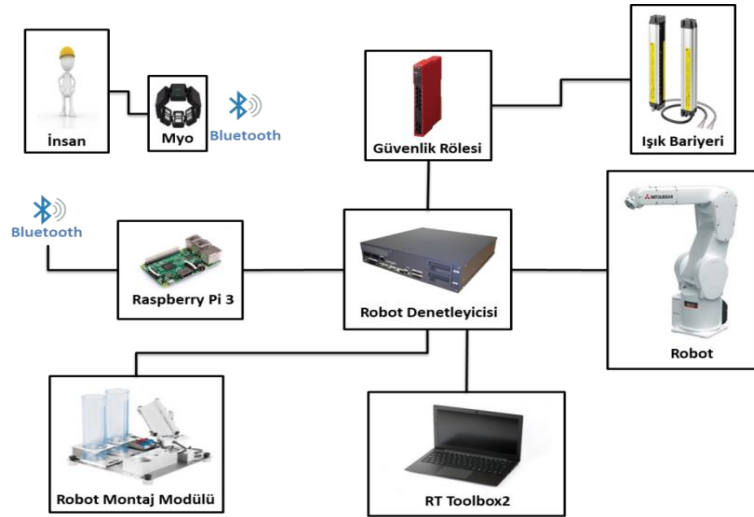 İnsan
Myo
Bluetooth
Güvenlik Rölesi
Işık Bariyeri
Bluetooth
Raspberry Pi 3
Robot Denetleyicisi
MITSUBISHI
Robot
Robot Montaj Modülü
RT Toolbox2